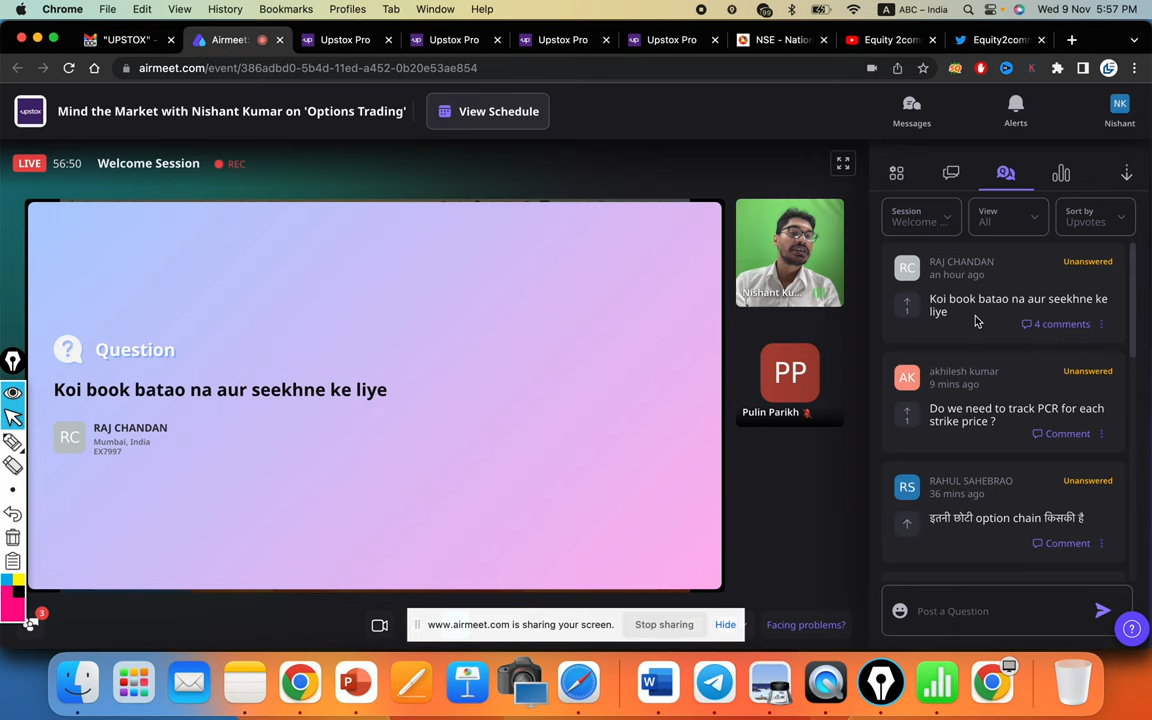 Chrome File Edit View History Bookmarks Profiles Tab Window Help
99 A ABC – India Wed 9 Nov 5:57 PM
"UPSTOX" - Airmeet: Upstox Pro Upstox Pro Upstox Pro Upstox Pro NSE - Nation Equity 2com Equity2com
airmeet.com/event/386adbd0-5b4d-11ed-a452-0b20e53ae854
upstox Mind the Market with Nishant Kumar on 'Options Trading' View Schedule
Messages Alerts Nishant
NK
LIVE 56:50 Welcome Session REC
Session
Welcome ...
View
All
Sort by
Upvotes
? Question
Koi book batao na aur seekhne ke liye
RC RAJ CHANDAN
Mumbai, India
EX7997
Nishant Ku...
PP
Pulin Parikh
RC RAJ CHANDAN Unanswered
an hour ago
1 Koi book batao na aur seekhne ke
liye
4 comments
AK akhilesh kumar Unanswered
9 mins ago
1 Do we need to track PCR for each
strike price ?
Comment
RS RAHUL SAHEBRAO Unanswered
36 mins ago
इतनी छोटी option chain किसकी है
Comment
Post a Question
3
www.airmeet.com is sharing your screen. Stop sharing Hide
Facing problems?
?